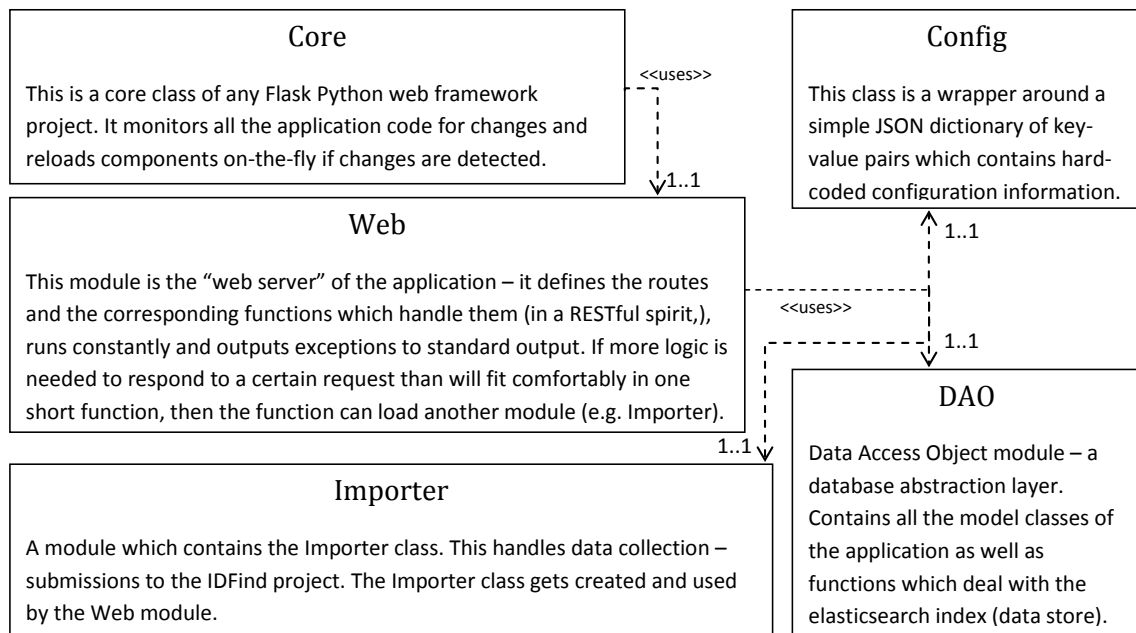 Core
This is a core class of any Flask Python web framework
project. It monitors all the application code for changes and
reloads components on-the-fly if changes are detected.
<<uses>>
1..1
Config
This class is a wrapper around a
simple JSON dictionary of key-
value pairs which contains hard-
coded configuration information.
1..1
Web
This module is the “web server” of the application – it defines the routes
and the corresponding functions which handle them (in a RESTful spirit,),
runs constantly and outputs exceptions to standard output. If more logic is
needed to respond to a certain request than will fit comfortably in one
short function, then the function can load another module (e.g. Importer).
<<uses>>
1..1
1..1
DAO
Data Access Object module – a
database abstraction layer.
Contains all the model classes of
the application as well as
functions which deal with the
elasticsearch index (data store).
Importer
A module which contains the Importer class. This handles data collection –
submissions to the IDFind project. The Importer class gets created and used
by the Web module.